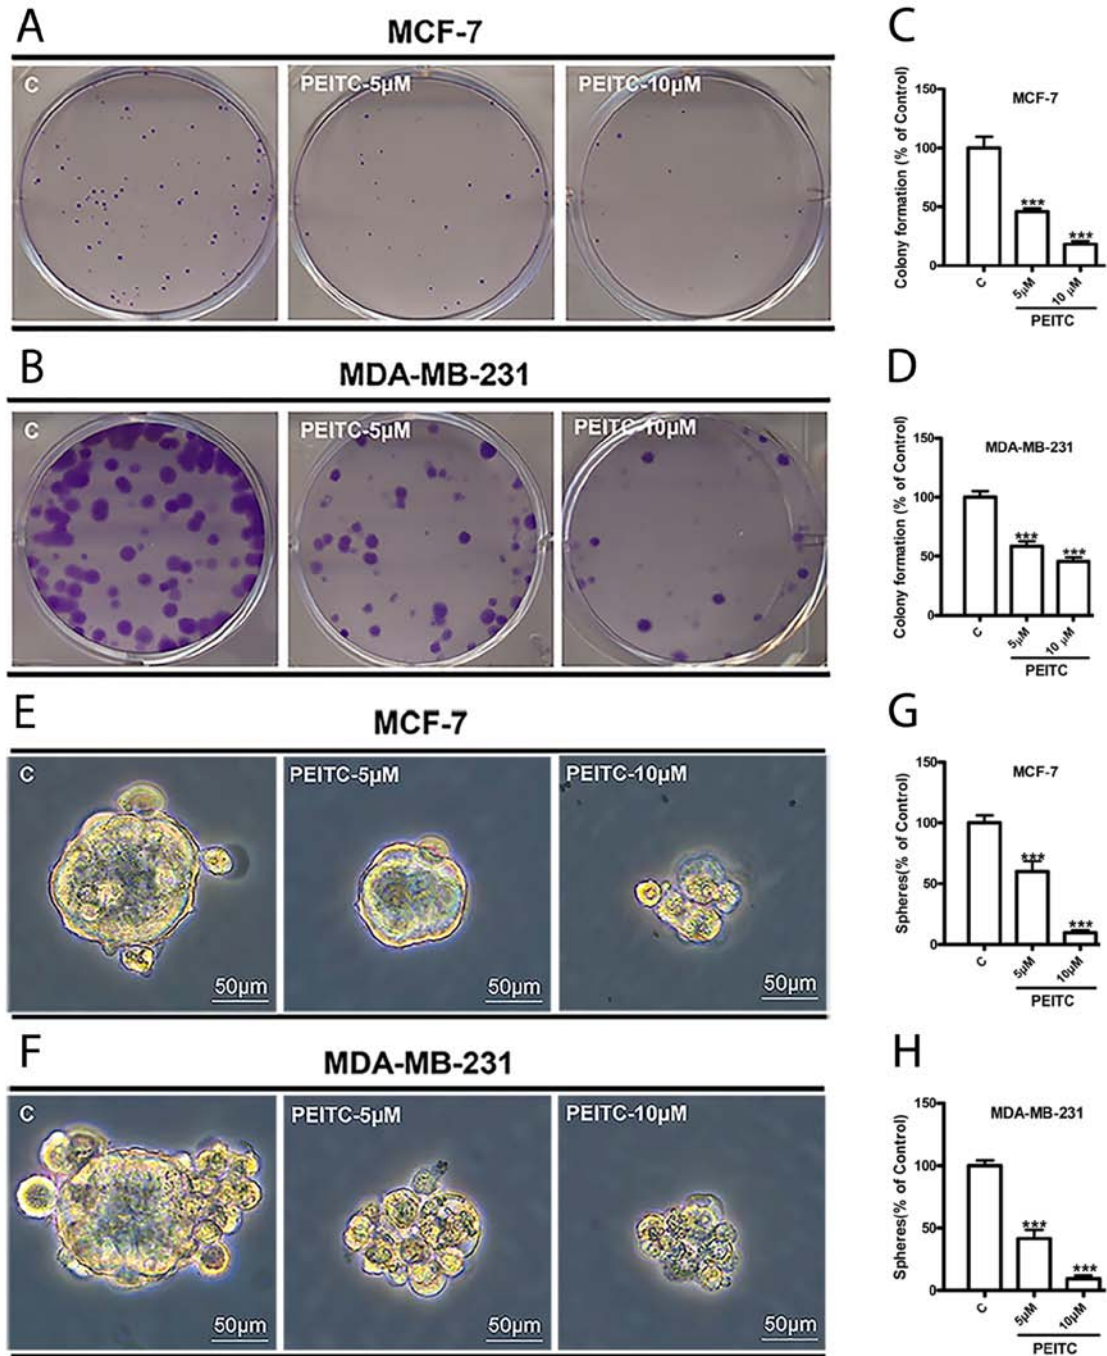 A
MCF-7
C
PEITC-5µM
PEITC-10µM
C
MCF-7
Colony formation (% of Control)
150
100
50
0
***
***
C
5µM
10 µM
PEITC
B
MDA-MB-231
C
PEITC-5µM
PEITC-10µM
D
MDA-MB-231
Colony formation (% of Control)
150
100
50
0
***
***
C
5µM
10 µM
PEITC
E
MCF-7
C
PEITC-5µM
PEITC-10µM
50µm
50µm
50µm
G
MCF-7
Spheres(% of Control)
150
100
50
0
***
***
C
5µM
10µM
PEITC
F
MDA-MB-231
C
PEITC-5µM
PEITC-10µM
50µm
50µm
50µm
H
MDA-MB-231
Spheres(% of Control)
150
100
50
0
***
***
C
5µM
10µM
PEITC